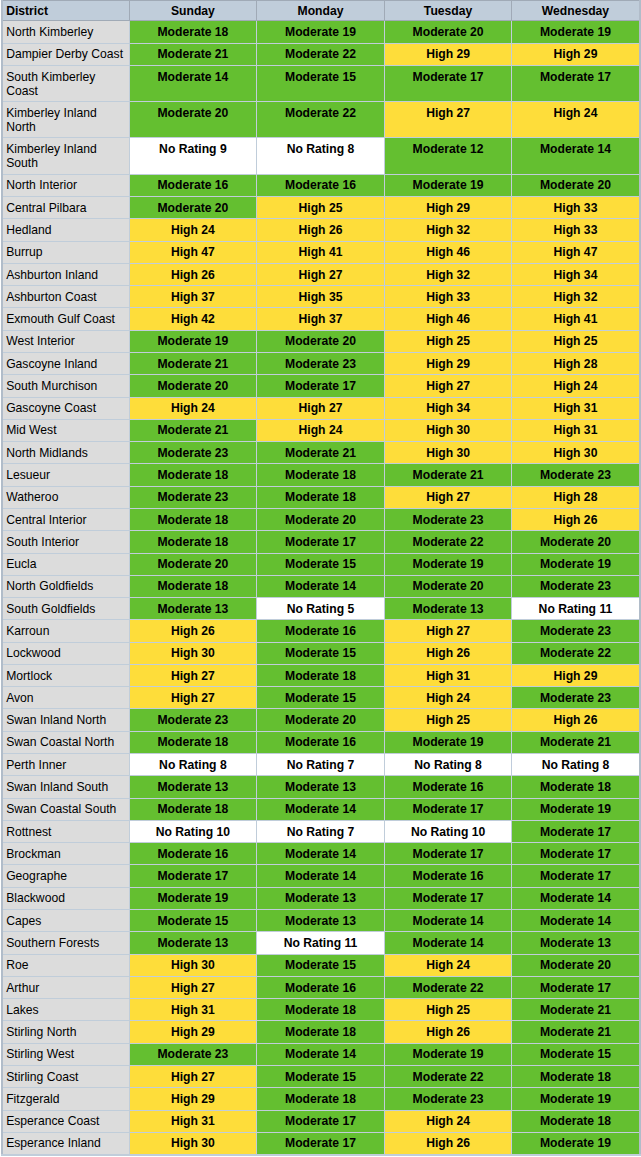 District Sunday Monday Tuesday Wednesday
North Kimberley Moderate 18 Moderate 19 Moderate 20 Moderate 19
Dampier Derby Coast Moderate 21 Moderate 22 High 29 High 29
South Kimberley Moderate 14 Moderate 15 Moderate 17 Moderate 17
Coast
Kimberley Inland Moderate 20 Moderate 22 High 27 High 24
North
Kimberley Inland No Rating 9 No Rating 8 Moderate 12 Moderate 14
South
North Interior Moderate 16 Moderate 16 Moderate 19 Moderate 20
Central Pilbara Moderate 20 High 25 High 29 High 33
Hedland High 24 High 26 High 32 High 33
Burrup High 47 High 41 High 46 High 47
Ashburton Inland High 26 High 27 High 32 High 34
Ashburton Coast High 37 High 35 High 33 High 32
Exmouth Gulf Coast High 42 High 37 High 46 High 41
West Interior Moderate 19 Moderate 20 High 25 High 25
Gascoyne Inland Moderate 21 Moderate 23 High 29 High 28
South Murchison Moderate 20 Moderate 17 High 27 High 24
Gascoyne Coast High 24 High 27 High 34 High 31
Mid West Moderate 21 High 24 High 30 High 31
North Midlands Moderate 23 Moderate 21 High 30 High 30
Lesueur Moderate 18 Moderate 18 Moderate 21 Moderate 23
Watheroo Moderate 23 Moderate 18 High 27 High 28
Central Interior Moderate 18 Moderate 20 Moderate 23 High 26
South Interior Moderate 18 Moderate 17 Moderate 22 Moderate 20
Eucla Moderate 20 Moderate 15 Moderate 19 Moderate 19
North Goldfields Moderate 18 Moderate 14 Moderate 20 Moderate 23
South Goldfields Moderate 13 No Rating 5 Moderate 13 No Rating 11
Karroun High 26 Moderate 16 High 27 Moderate 23
Lockwood High 30 Moderate 15 High 26 Moderate 22
Mortlock High 27 Moderate 18 High 31 High 29
Avon High 27 Moderate 15 High 24 Moderate 23
Swan Inland North Moderate 23 Moderate 20 High 25 High 26
Swan Coastal North Moderate 18 Moderate 16 Moderate 19 Moderate 21
Perth Inner No Rating 8 No Rating 7 No Rating 8 No Rating 8
Swan Inland South Moderate 13 Moderate 13 Moderate 16 Moderate 18
Swan Coastal South Moderate 18 Moderate 14 Moderate 17 Moderate 19
Rottnest No Rating 10 No Rating 7 No Rating 10 Moderate 17
Brockman Moderate 16 Moderate 14 Moderate 17 Moderate 17
Geographe Moderate 17 Moderate 14 Moderate 16 Moderate 17
Blackwood Moderate 19 Moderate 13 Moderate 17 Moderate 14
Capes Moderate 15 Moderate 13 Moderate 14 Moderate 14
Southern Forests Moderate 13 No Rating 11 Moderate 14 Moderate 13
Roe High 30 Moderate 15 High 24 Moderate 20
Arthur High 27 Moderate 16 Moderate 22 Moderate 17
Lakes High 31 Moderate 18 High 25 Moderate 21
Stirling North High 29 Moderate 18 High 26 Moderate 21
Stirling West Moderate 23 Moderate 14 Moderate 19 Moderate 15
Stirling Coast High 27 Moderate 15 Moderate 22 Moderate 18
Fitzgerald High 29 Moderate 18 Moderate 23 Moderate 19
Esperance Coast High 31 Moderate 17 High 24 Moderate 18
Esperance Inland High 30 Moderate 17 High 26 Moderate 19